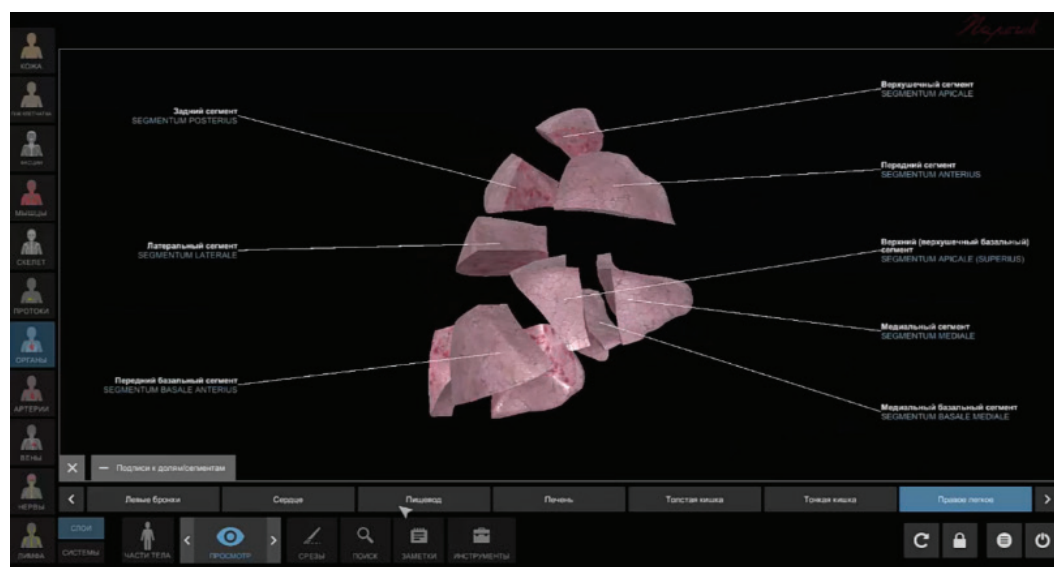 Пирогов
КОЖА
МЫШЦЫ
СКЕЛЕТ
ПРОТОКИ
ОРГАНЫ
АРТЕРИИ
ВЕНЫ
НЕРВЫ
ЛИМФА
Задний сегмент
SEGMENTUM POSTERIUS
Латеральный сегмент
SEGMENTUM LATERALE
Передний базальный сегмент
SEGMENTUM BASALE ANTERIUS
Верхушечный сегмент
SEGMENTUM APICALE
Передний сегмент
SEGMENTUM ANTERIUS
Верхний (верхушечный базальный)
сегмент
SEGMENTUM APICALE (SUPERIUS)
Медиальный сегмент
SEGMENTUM MEDIALE
Медиальный базальный сегмент
SEGMENTUM BASALE MEDIALE
Подписи к долям/сегментам
Левые бронхи
Сердце
Пищевод
Печень
Толстая кишка
Тонкая кишка
Правое легкое
СЛОИ
СИСТЕМЫ
ЧАСТИ ТЕЛА
ПРОСМОТР
СРЕЗЫ
ПОИСК
ЗАМЕТКИ
ИНСТРУМЕНТЫ